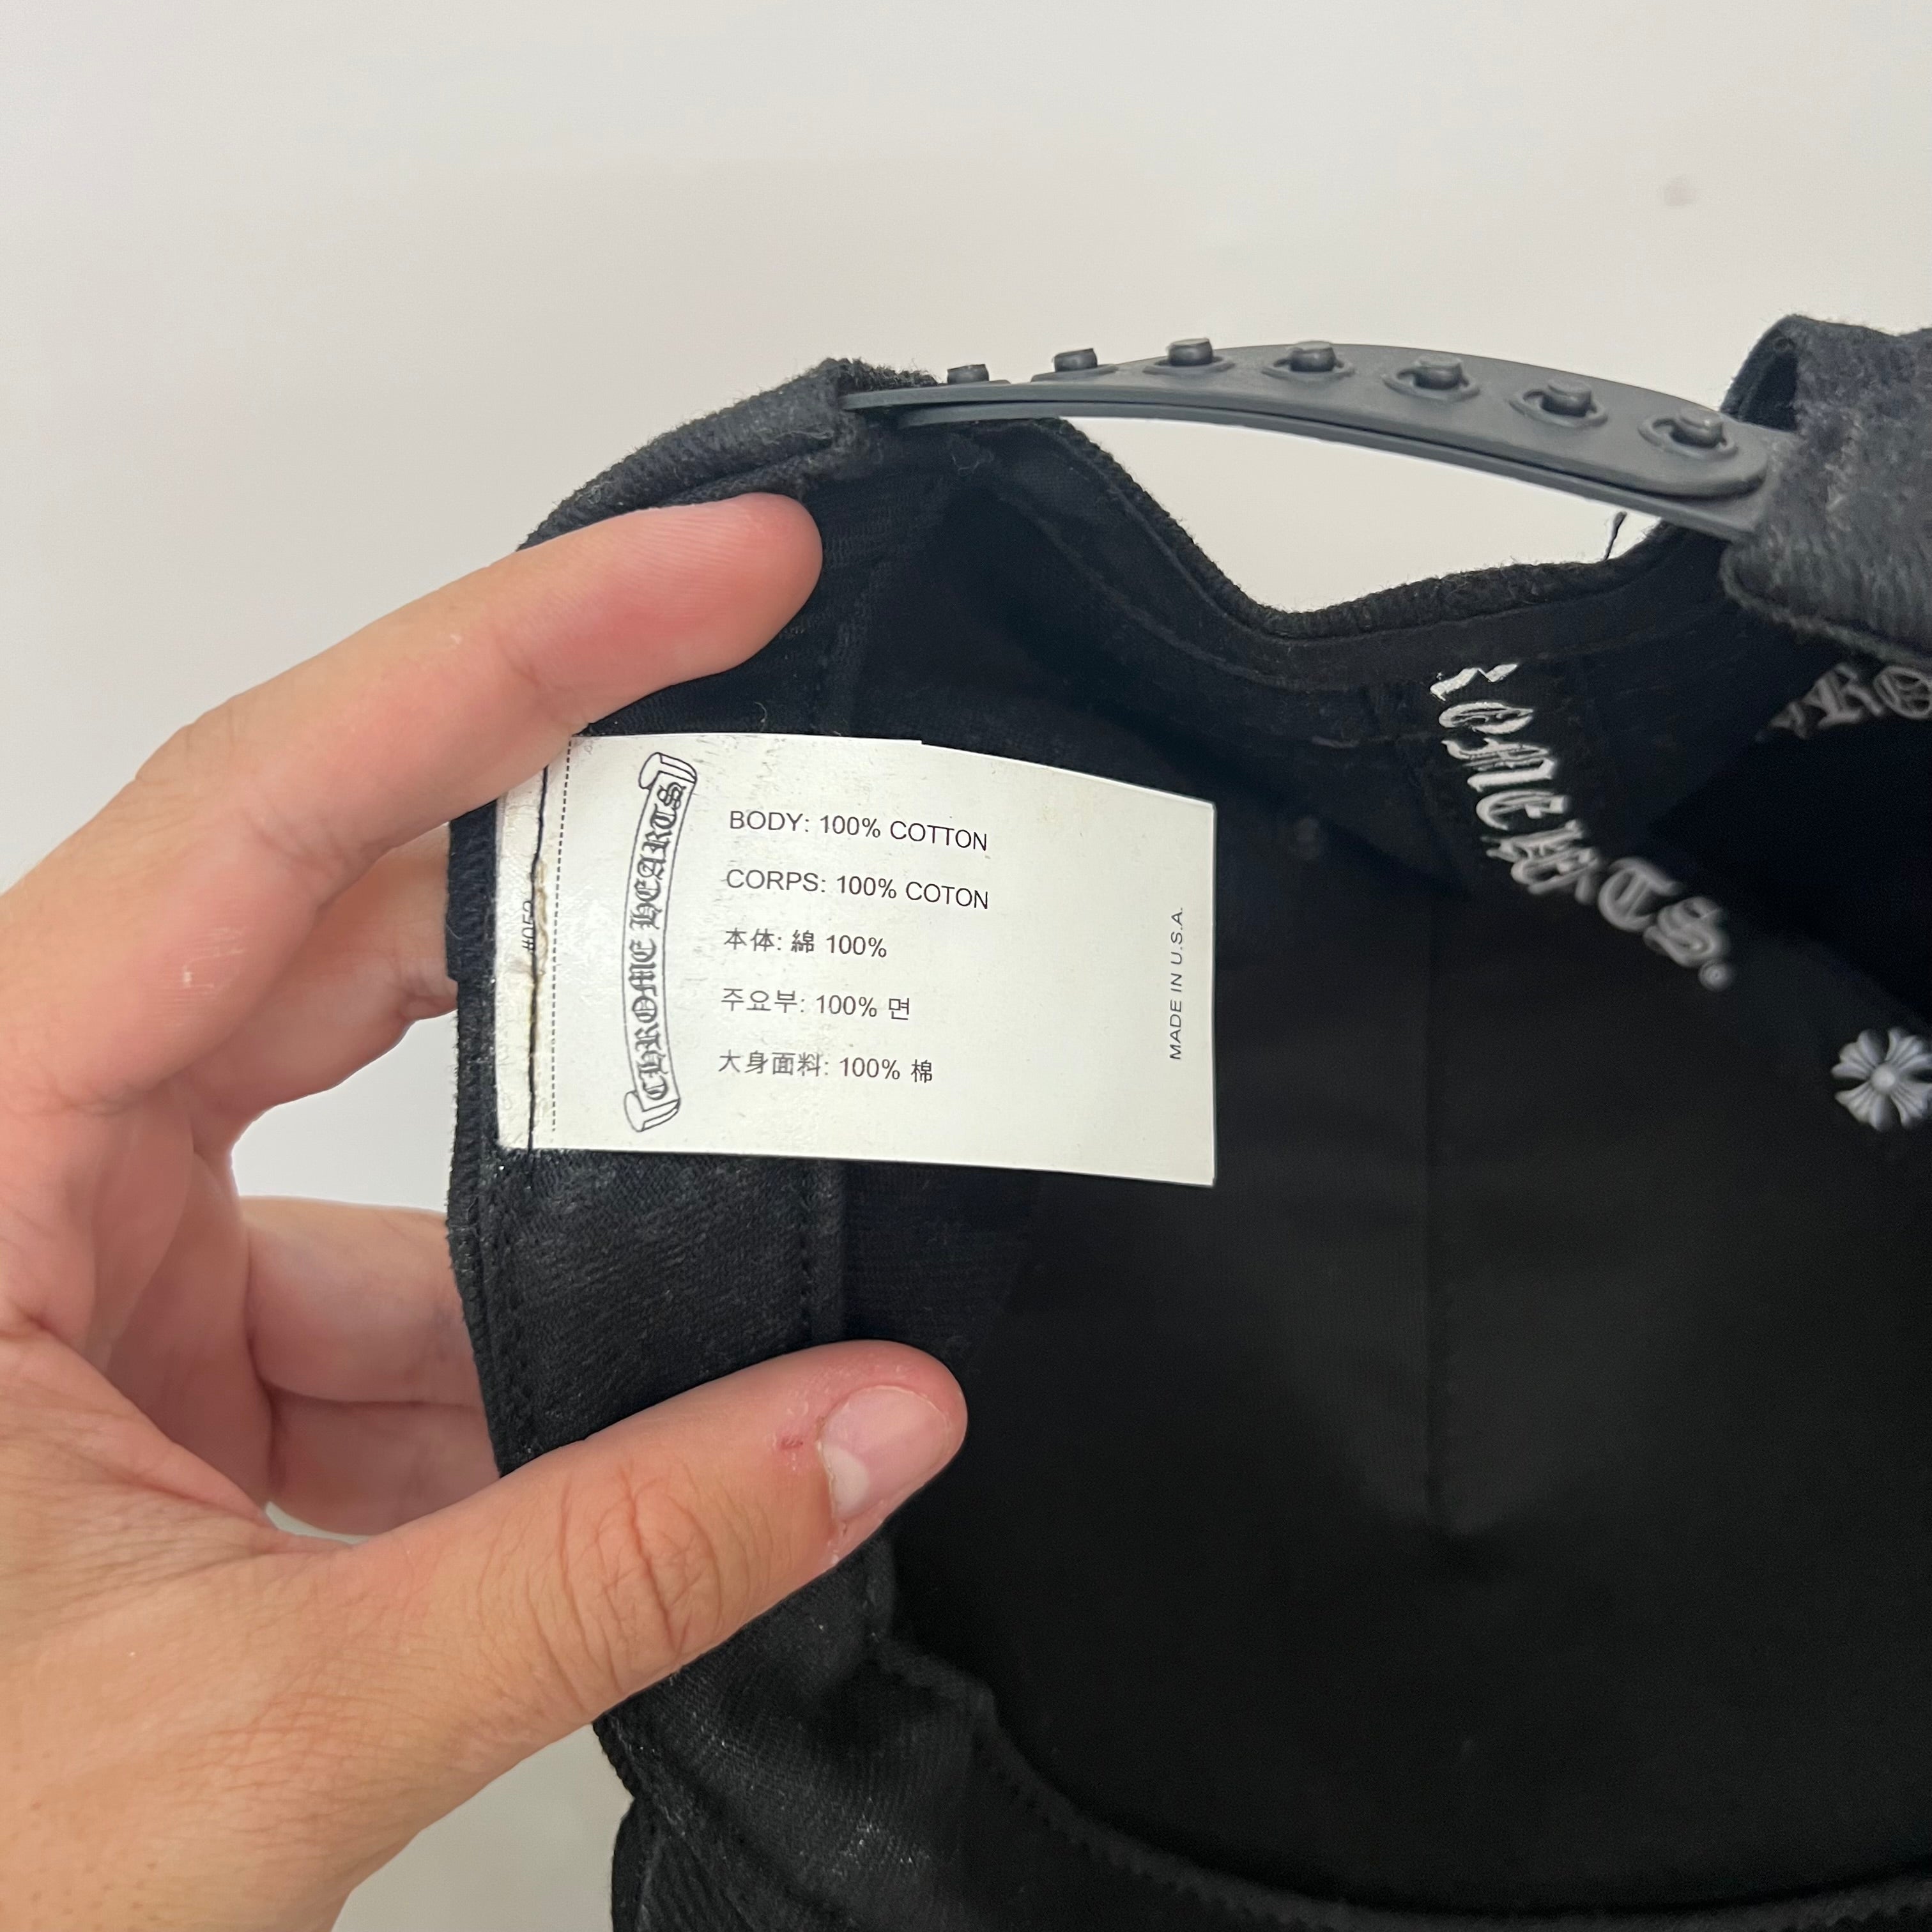 CHROME HEARTS
BODY: 100% COTTON
CORPS: 100% COTON
本体: 綿 100%
주요부: 100% 면
大身面料: 100% 棉
MADE IN U.S.A.